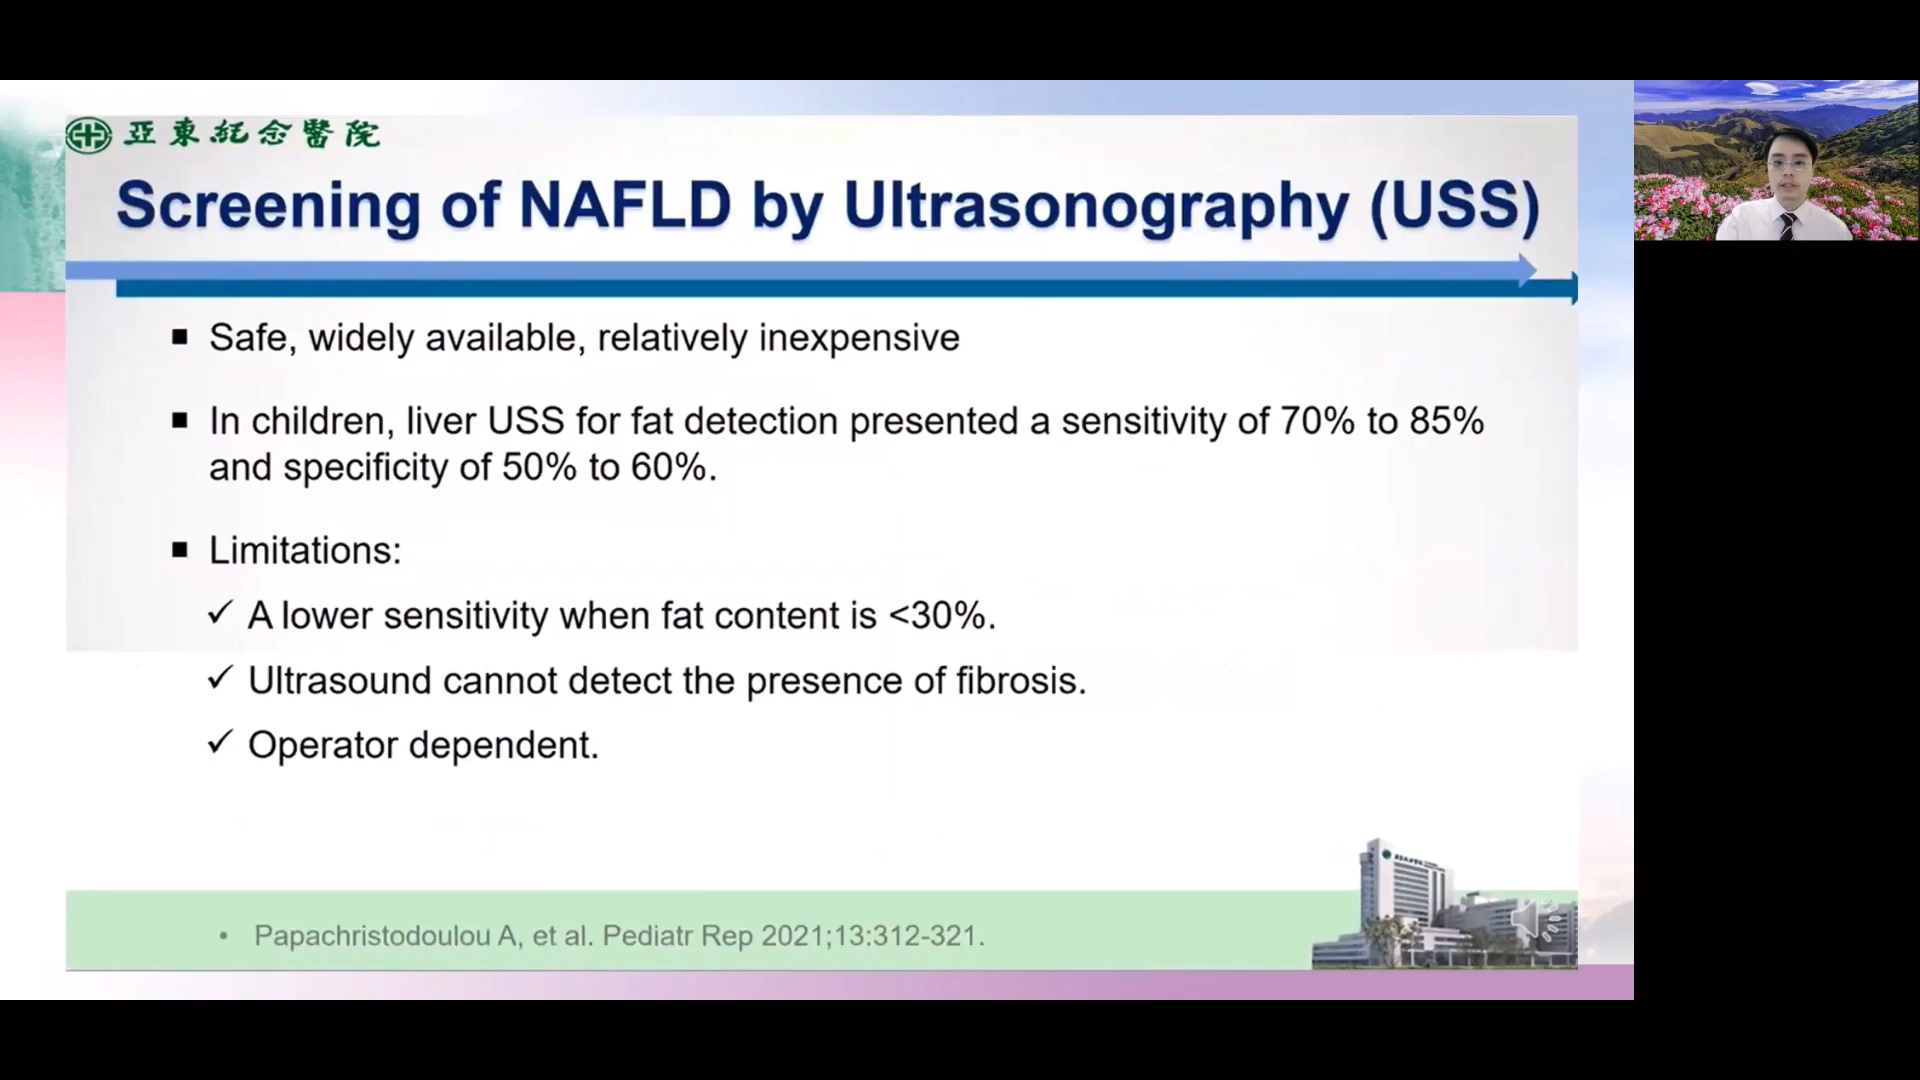 亞東紀念醫院
Screening of NAFLD by Ultrasonography (USS)
■ Safe, widely available, relatively inexpensive
■ In children, liver USS for fat detection presented a sensitivity of 70% to 85%
and specificity of 50% to 60%.
■ Limitations:
✓ A lower sensitivity when fat content is <30%.
✓ Ultrasound cannot detect the presence of fibrosis.
✓ Operator dependent.
• Papachristodoulou A, et al. Pediatr Rep 2021;13:312-321.